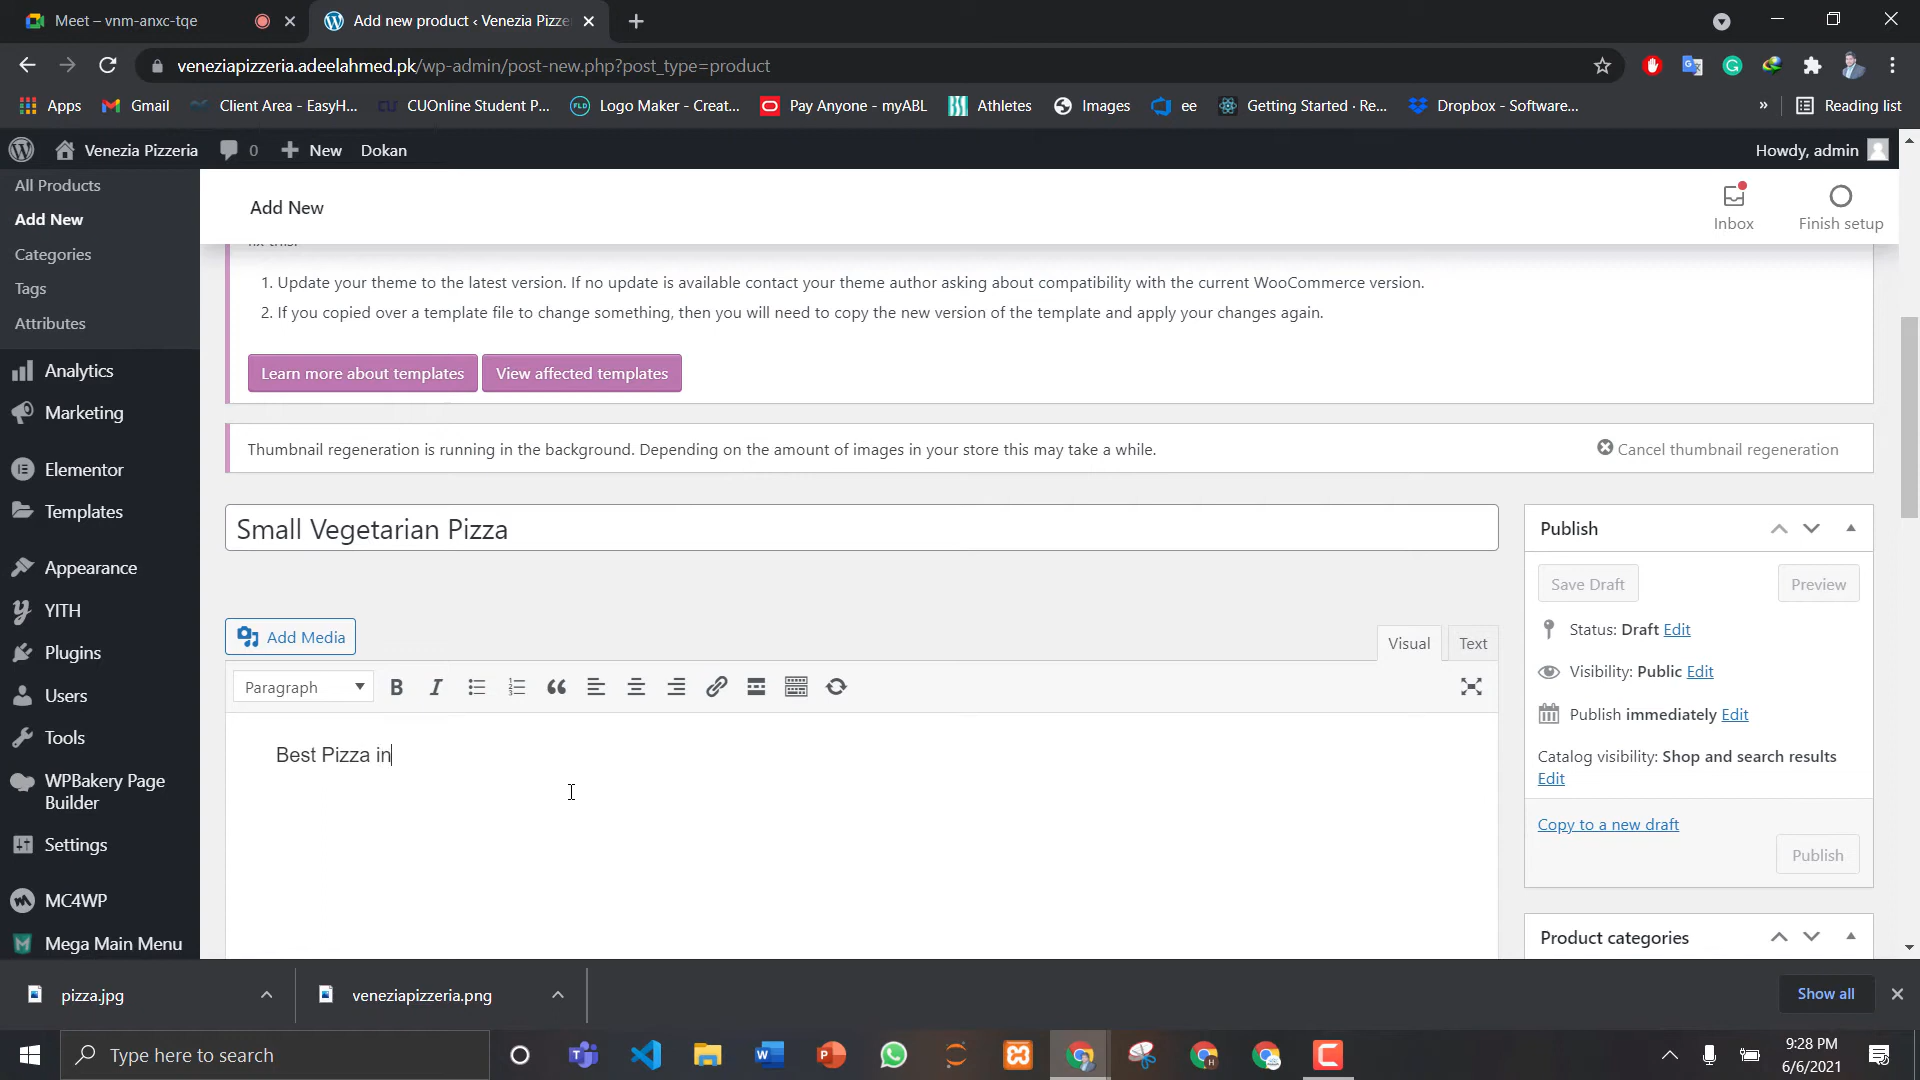 Meet – vnm-anxc-tqe
Add new product ‹ Venezia Pizze
veneziapizzeria.adeelahmed.pk/wp-admin/post-new.php?post_type=product
Apps
Gmail
Client Area - EasyH...
CUOnline Student P...
Logo Maker - Creat...
Pay Anyone - myABL
Athletes
Images
ee
Getting Started · Re...
Dropbox - Software...
»
Reading list
Venezia Pizzeria
0
New
Dokan
Howdy, admin
All Products
Add New
Categories
Tags
Attributes
Analytics
Marketing
Elementor
Templates
Appearance
YITH
Plugins
Users
Tools
WPBakery Page
Builder
Settings
MC4WP
Mega Main Menu
Add New
Inbox
Finish setup
fix this:
1. Update your theme to the latest version. If no update is available contact your theme author asking about compatibility with the current WooCommerce version.
2. If you copied over a template file to change something, then you will need to copy the new version of the template and apply your changes again.
Learn more about templates
View affected templates
Thumbnail regeneration is running in the background. Depending on the amount of images in your store this may take a while.
Cancel thumbnail regeneration
Small Vegetarian Pizza
Add Media
Visual
Text
Paragraph
Best Pizza in
Publish
Save Draft
Preview
Status: Draft Edit
Visibility: Public Edit
Publish immediately Edit
Catalog visibility: Shop and search results
Edit
Copy to a new draft
Publish
Product categories
pizza.jpg
veneziapizzeria.png
Show all
Type here to search
9:28 PM
6/6/2021